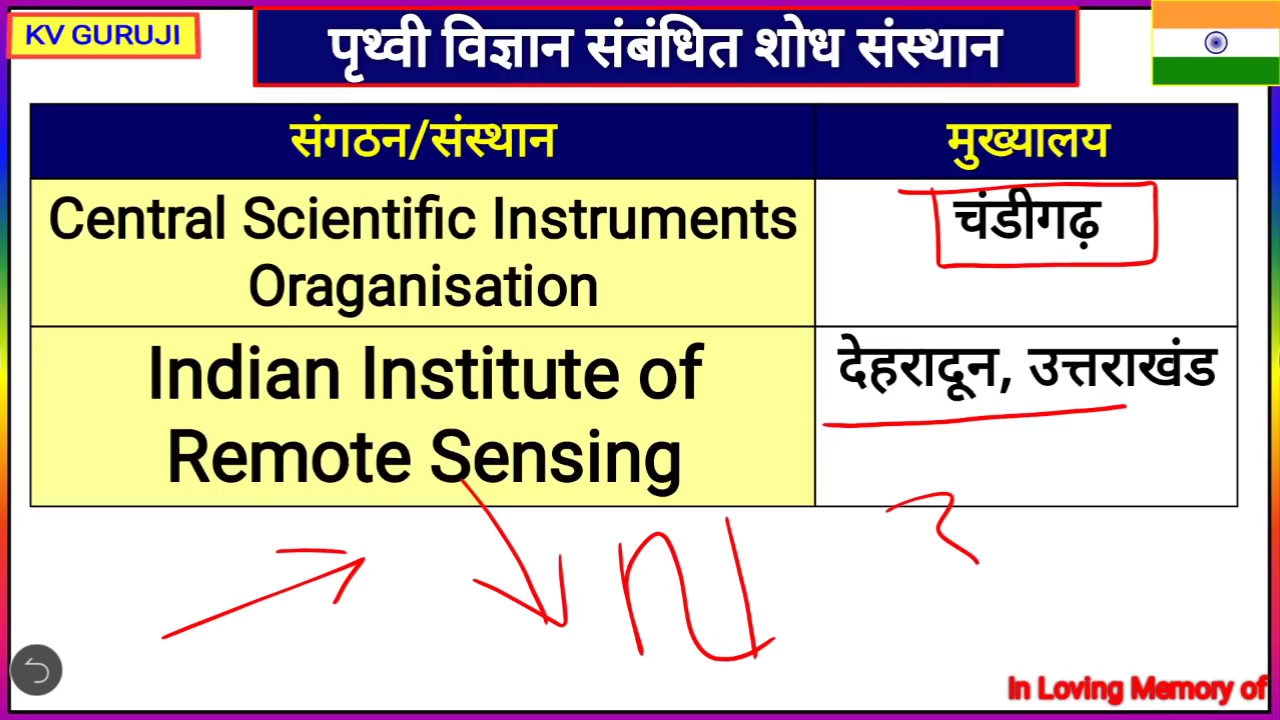 KV GURUJI
पृथ्वी विज्ञान संबंधित शोध संस्थान
संगठन/संस्थान
मुख्यालय
Central Scientific Instruments
Oraganisation
चंडीगढ़
Indian Institute of
Remote Sensing
देहरादून, उत्तराखंड
In Loving Memory of